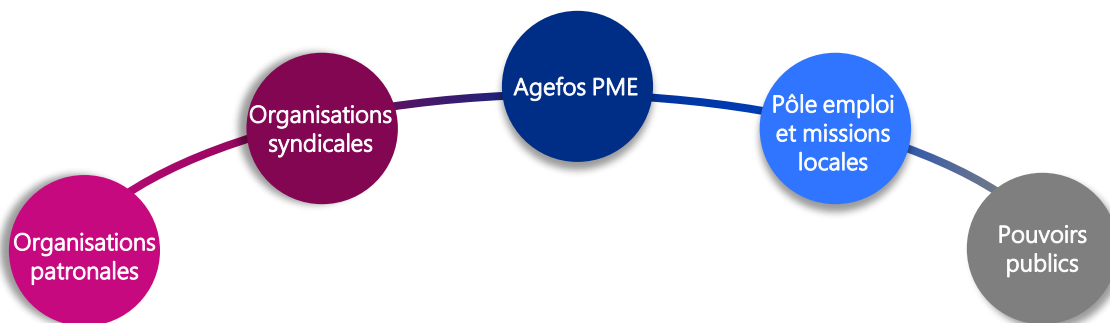 Organisations
patronales
Organisations
syndicales
Agefos PME
Pôle emploi
et missions
locales
Pouvoirs
publics